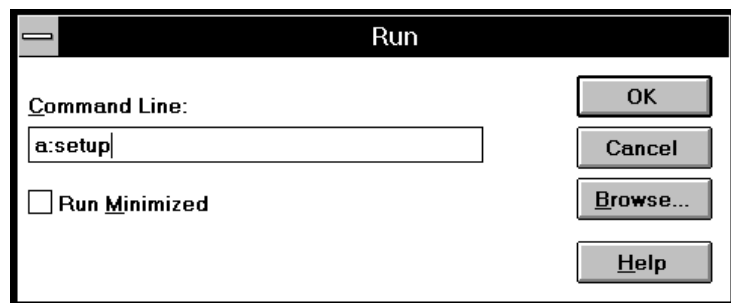 Run
Command Line:
a:setup
Run Minimized
OK
Cancel
Browse...
Help